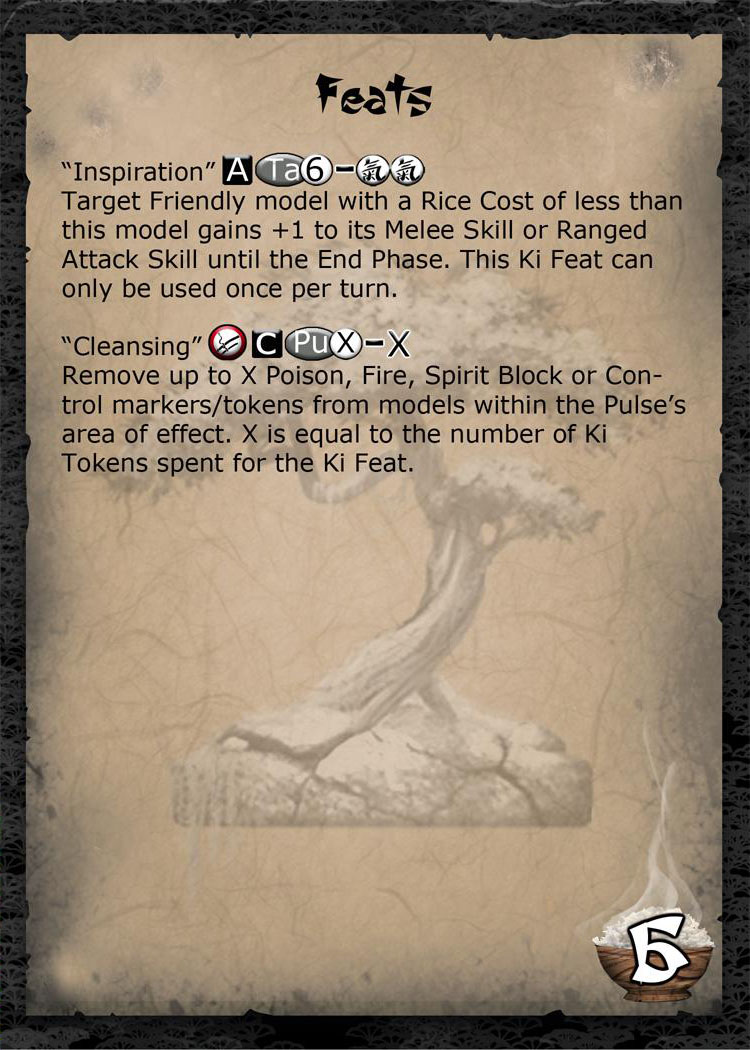 Feats
“Inspiration” A Ta6-氣氣
Target Friendly model with a Rice Cost of less than
this model gains +1 to its Melee Skill or Ranged
Attack Skill until the End Phase. This Ki Feat can
only be used once per turn.
“Cleansing” C PuX-X
Remove up to X Poison, Fire, Spirit Block or Con-
trol markers/tokens from models within the Pulse’s
area of effect. X is equal to the number of Ki
Tokens spent for the Ki Feat.
5